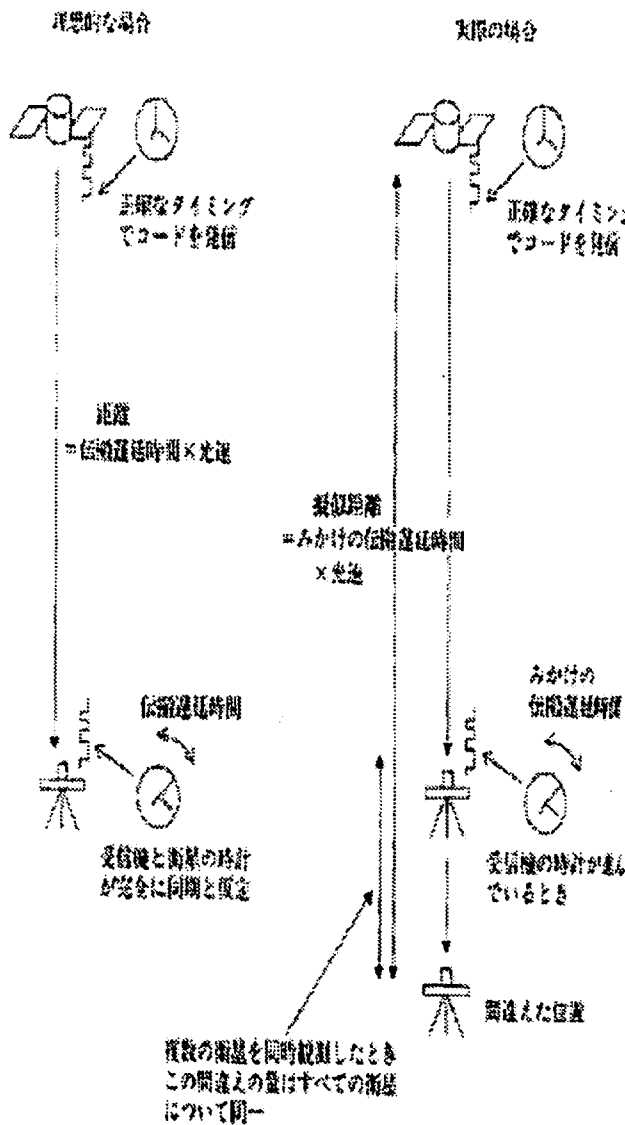 理想的な場合
実際の場合
正確なタイミング
でコードを発信
正確なタイミン
でコードを発信
距離
=伝播遅延時間×光速
擬似距離
=みかけの伝播遅延時間
×光速
伝播遅延時間
みかけの
伝播遅延時間
受信機と衛星の時計
が完全に同期と仮定
受信機の時計が進ん
でいるとき
間違えた位置
複数の衛星を同時観測したとき
この間違えの量はすべての衛星
について同一